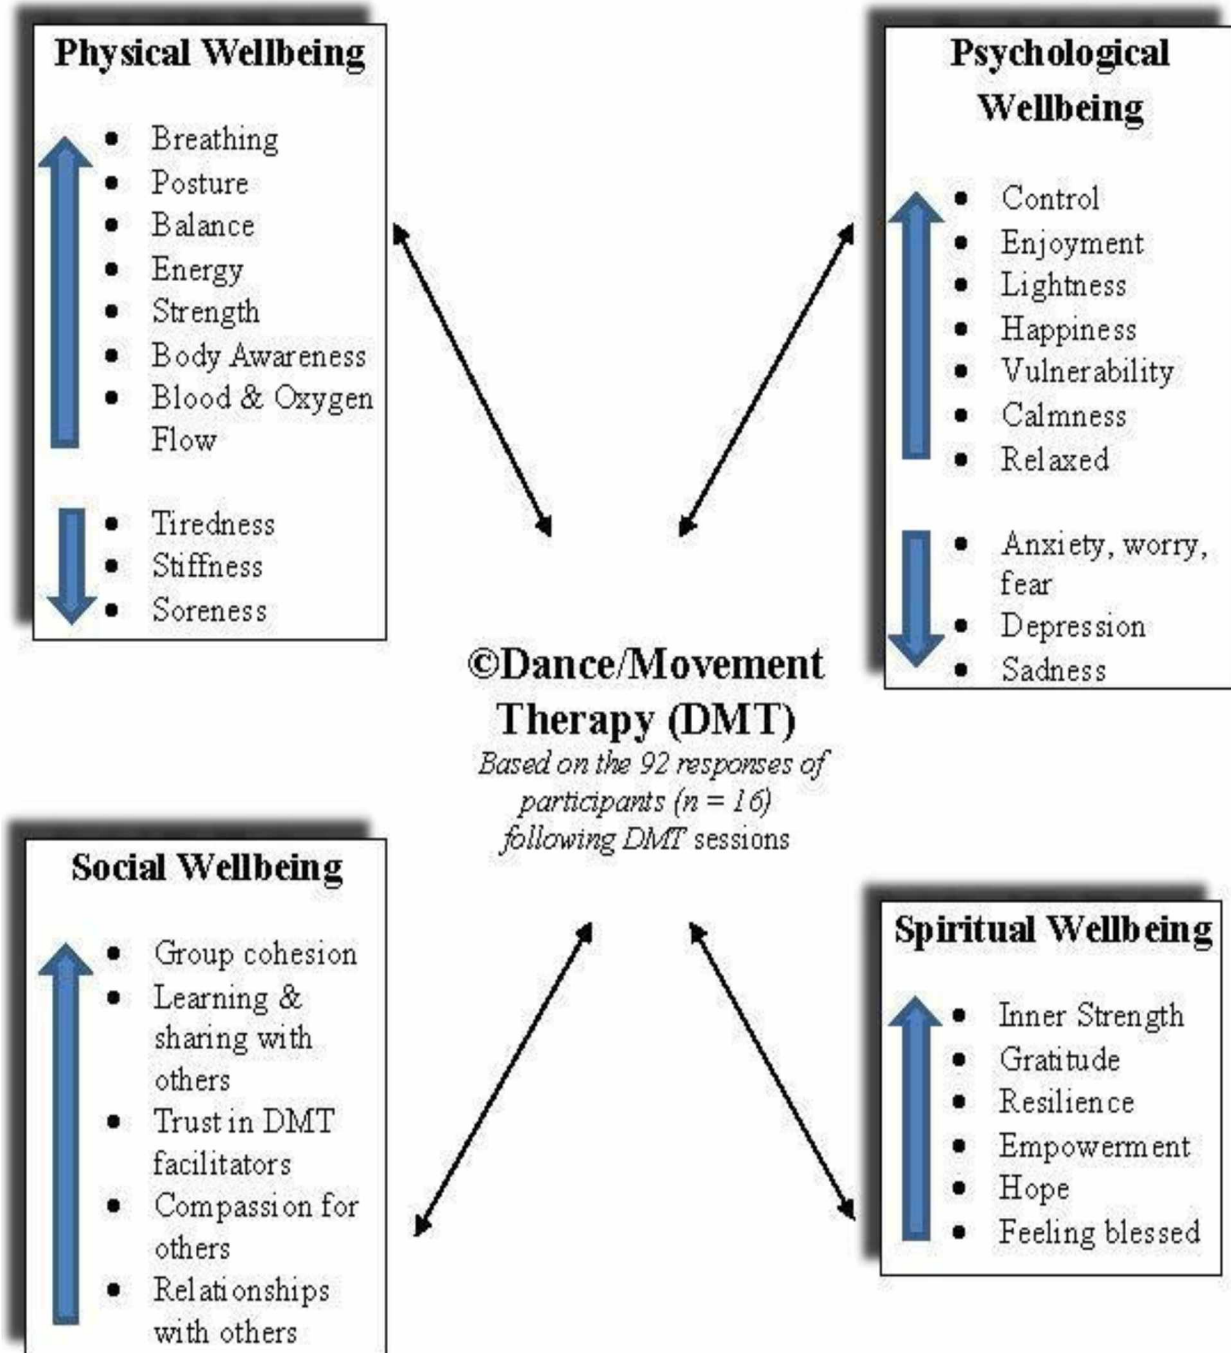 Physical Wellbeing
• Breathing
• Posture
• Balance
• Energy
• Strength
• Body Awareness
• Blood & Oxygen
Flow
• Tiredness
• Stiffness
• Soreness
Psychological
Wellbeing
• Control
• Enjoyment
• Lightness
• Happiness
• Vulnerability
• Calmness
• Relaxed
• Anxiety, worry,
fear
• Depression
• Sadness
©Dance/Movement
Therapy (DMT)
Based on the 92 responses of
participants (n = 16)
following DMT sessions
Social Wellbeing
• Group cohesion
• Learning &
sharing with
others
• Trust in DMT
facilitators
• Compassion for
others
• Relationships
with others
Spiritual Wellbeing
• Inner Strength
• Gratitude
• Resilience
• Empowerment
• Hope
• Feeling blessed